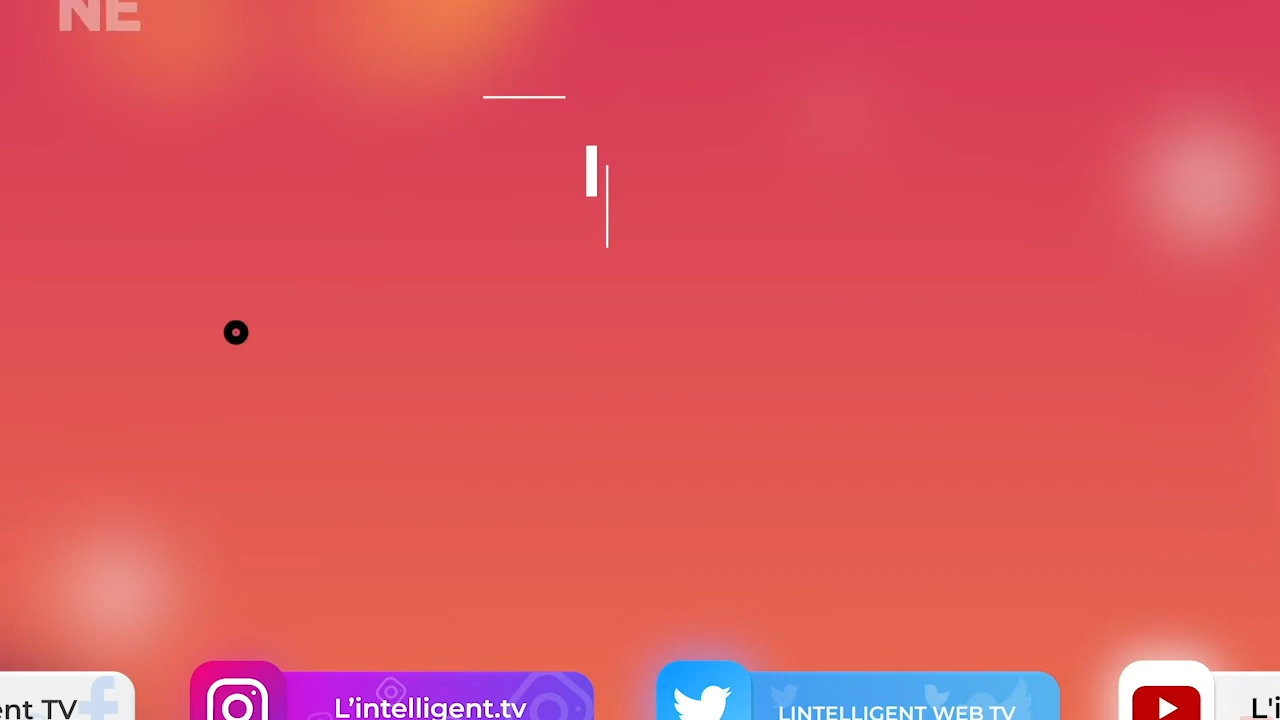 NE
ent TV
L'intelligent.tv
LINTELLIGENT WEB TV
L'i